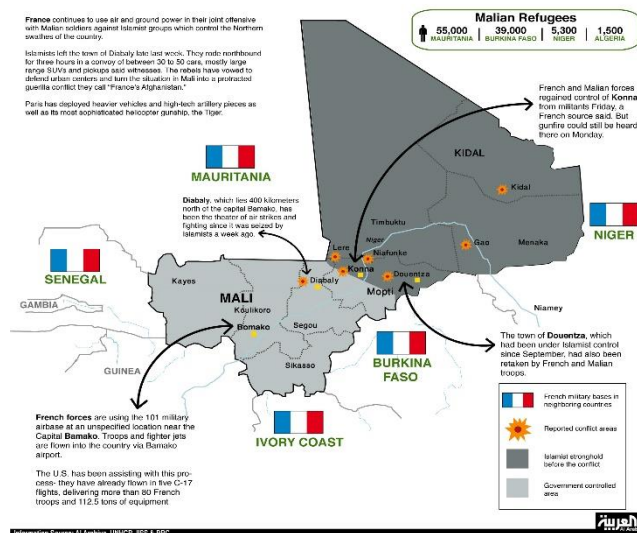 France continues to use air and ground power in their joint offensive
with Malian soldiers against Islamist groups which control the Northern
swathes of the country.
Islamists left the town of Diabaly late last week. They rode northbound
for three hours in a convoy of between 30 to 50 cars, mostly large
range SUVs and pickups said witnesses. The rebels have vowed to
defend urban centers and turn the situation in Mali into a protracted
guerilla conflict they call "France's Afghanistan."
Paris has deployed heavier vehicles and high-tech artillery pieces as
well as its most sophisticated helicopter gunship, the Tiger.
Malian Refugees
55,000 39,000 5,300 1,500
MAURITANIA BURKINA FASO NIGER ALGERIA
French and Malian forces
regained control of Konna
from militants Friday, a
French source said. But
gunfire could still be heard
there on Monday.
MAURITANIA
Diabaly, which lies 400 kilometers
north of the capital Bamako, has
been the theater of air strikes and
fighting since it was seized by
Islamists a week ago.
KIDAL
Kidal
Timbuktu
NIGER
Lere
Niger
Niafunke
Gao
Menaka
SENEGAL
Konna
Douentza
Diabaly
Kayes
MALI
Mopti
Koulikoro
Niamey
GAMBIA
Segou
Bomako
The town of Douentza, which
had been under Islamist control
since September, had also been
retaken by French and Malian
troops.
BURKINA
FASO
Sikasso
GUINEA
French forces are using the 101 military
airbase at an unspecified location near the
Capital Bamako. Troops and fighter jets
are flown into the country via Bamako
airport.
IVORY COAST
The U.S. has been assisting with this pro-
cess- they have already flown in five C-17
flights, delivering more than 80 French
troops and 112.5 tons of equipment
French military bases in
neighboring countries
Reported conflict areas
Islamist stronghold
before the conflict
Government controlled
area
العربية